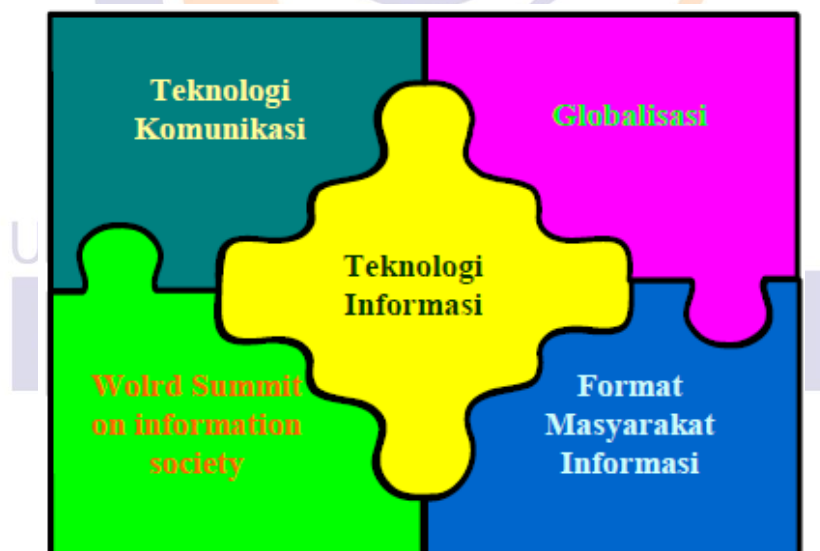 Teknologi
Komunikasi
Globalisasi
Teknologi
Informasi
Wolrd Summit
on information
society
Format
Masyarakat
Informasi